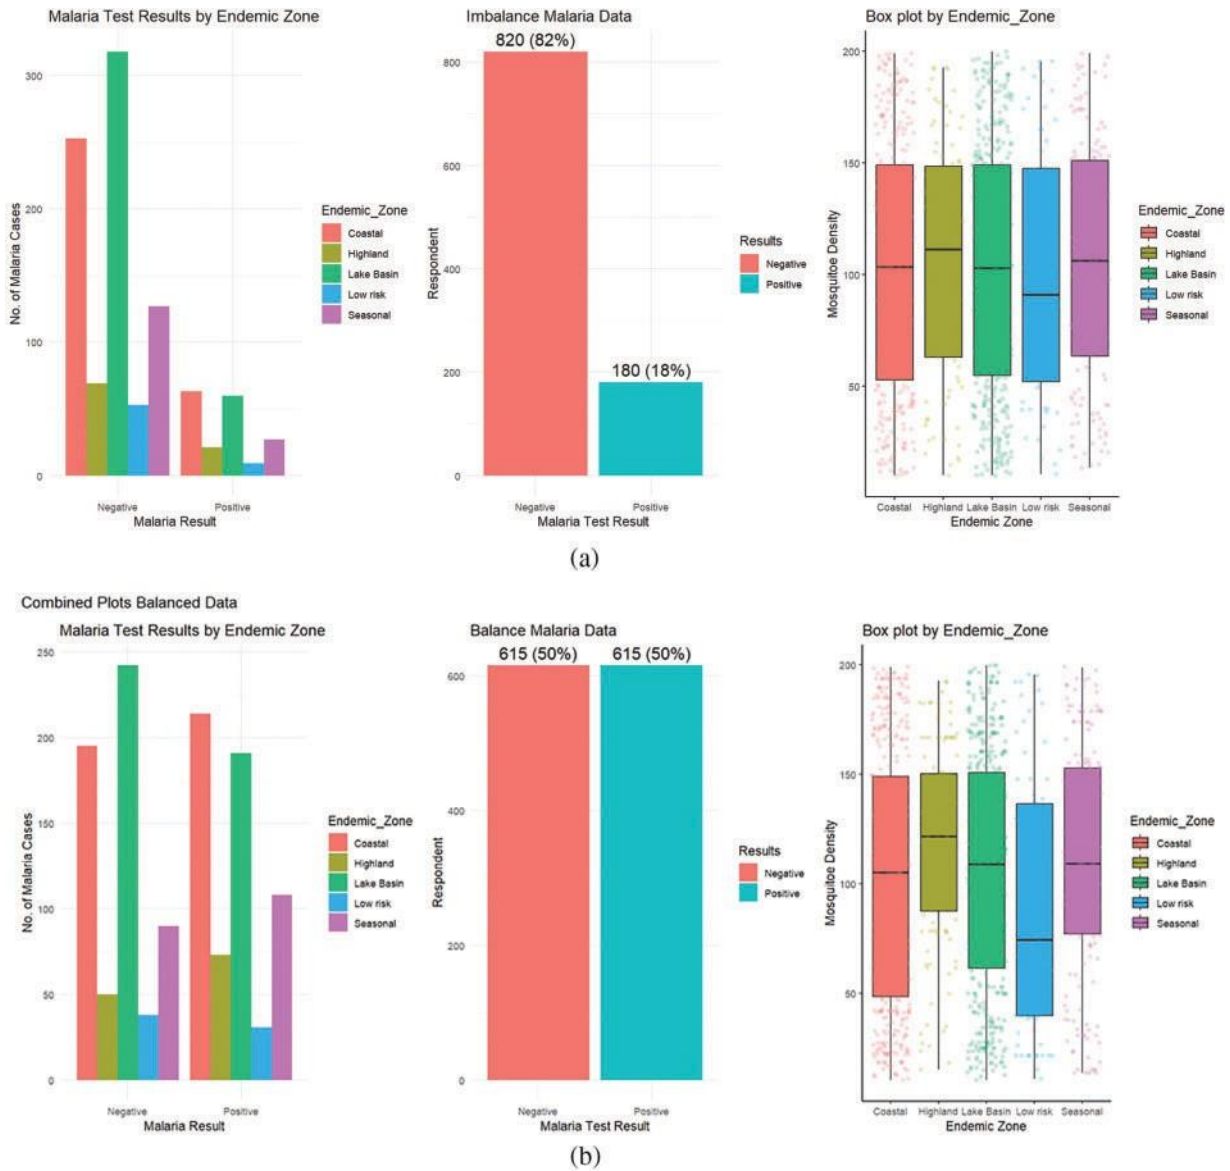 Malaria Test Results by Endemic Zone
No. of Malaria Cases
300
200
100
0
Negative
Positive
Malaria Result
Endemic_Zone
Coastal
Highland
Lake Basin
Low risk
Seasonal
Imbalance Malaria Data
820 (82%)
180 (18%)
Respondent
800
600
400
200
0
Negative
Positive
Malaria Test Result
Results
Negative
Positive
Box plot by Endemic_Zone
Mosquitoe Density
200
150
100
50
Coastal
Highland
Lake Basin
Low risk
Seasonal
Endemic Zone
Endemic_Zone
Coastal
Highland
Lake Basin
Low risk
Seasonal
(a)
Combined Plots Balanced Data
Malaria Test Results by Endemic Zone
No. of Malaria Cases
250
200
150
100
50
0
Negative
Positive
Malaria Result
Endemic_Zone
Coastal
Highland
Lake Basin
Low risk
Seasonal
Balance Malaria Data
615 (50%)
615 (50%)
Respondent
600
400
200
0
Negative
Positive
Malaria Test Result
Results
Negative
Positive
Box plot by Endemic_Zone
Mosquitoe Density
200
150
100
50
Coastal
Highland
Lake Basin
Low risk
Seasonal
Endemic Zone
Endemic_Zone
Coastal
Highland
Lake Basin
Low risk
Seasonal
(b)